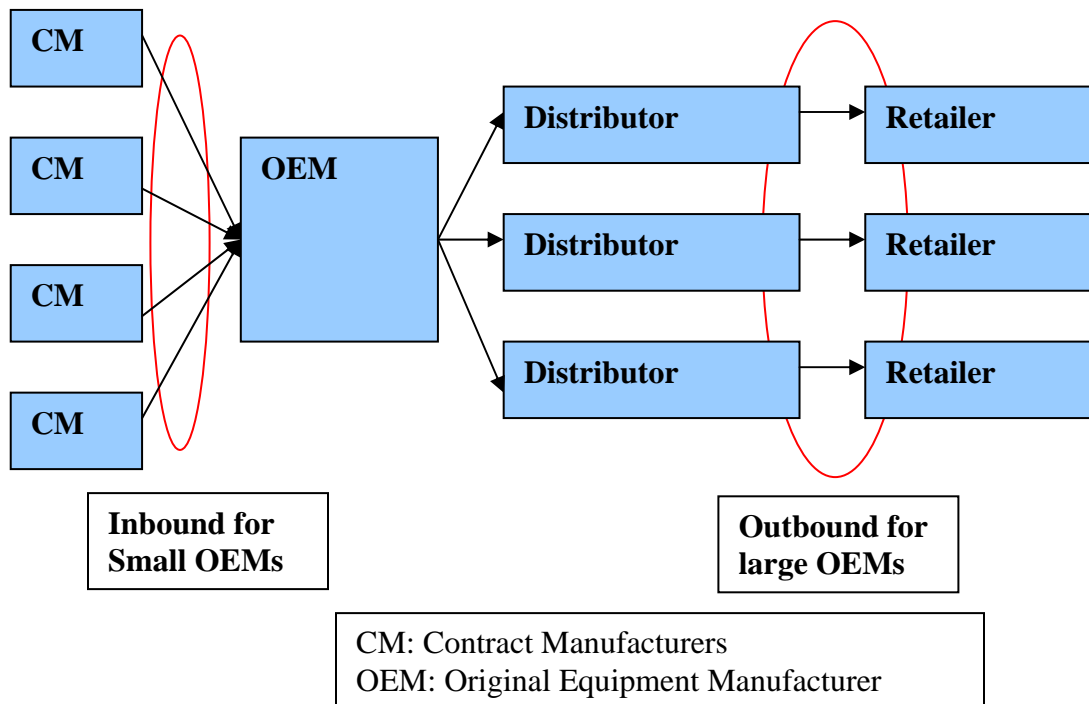 CM
CM
CM
CM
OEM
Distributor
Distributor
Distributor
Retailer
Retailer
Retailer
Inbound for
Small OEMs
Outbound for
large OEMs
CM: Contract Manufacturers
OEM: Original Equipment Manufacturer